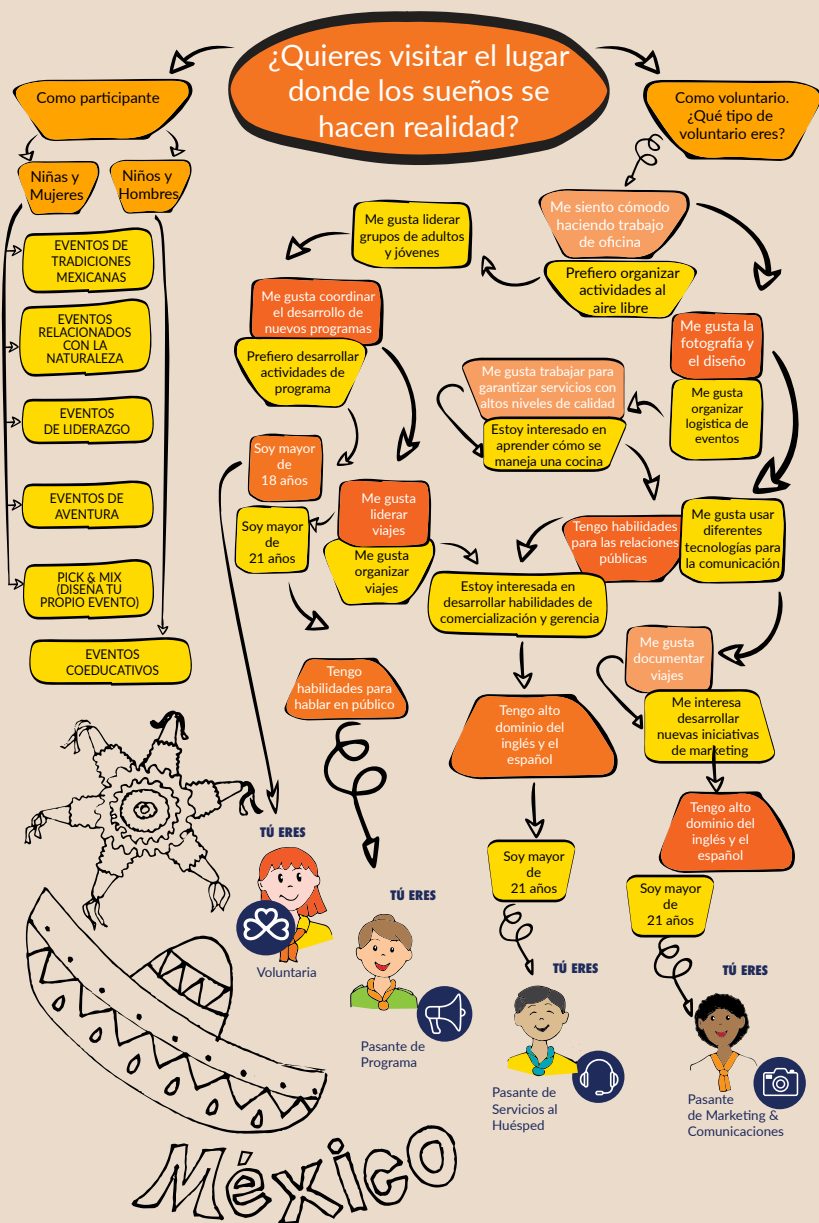 ¿Quieres visitar el lugar
donde los sueños se
hacen realidad?
Como participante
Niñas y
Mujeres
Niños y
Hombres
EVENTOS DE
TRADICIONES
MEXICANAS
EVENTOS
RELACIONADOS
CON LA
NATURALEZA
EVENTOS
DE LIDERAZGO
EVENTOS DE
AVENTURA
PICK & MIX
(DISEÑA TU
PROPIO EVENTO)
EVENTOS
COEDUCATIVOS
Como voluntario.
¿Qué tipo de
voluntario eres?
Me siento cómodo
haciendo trabajo
de oficina
Prefiero organizar
actividades al
aire libre
Me gusta liderar
grupos de adultos
y jóvenes
Me gusta coordinar
el desarrollo de
nuevos programas
Prefiero desarrollar
actividades de
programa
Me gusta la
fotografía y
el diseño
Me gusta
organizar
logistica de
eventos
Me gusta trabajar para
garantizar servicios con
altos niveles de calidad
Estoy interesado en
aprender cómo se
maneja una cocina
Soy mayor
de
18 años
Soy mayor
de
21 años
Me gusta
liderar
viajes
Me gusta
organizar
viajes
Tengo habilidades
para las relaciones
públicas
Me gusta usar
diferentes
tecnologías para
la comunicación
Estoy interesada en
desarrollar habilidades de
comercialización y gerencia
Me gusta
documentar
viajes
Me interesa
desarrollar
nuevas iniciativas
de marketing
Tengo
habilidades para
hablar en público
Tengo alto
dominio del
inglés y el
español
Tengo alto
dominio del
inglés y el
español
Soy mayor
de
21 años
Soy mayor
de
21 años
TÚ ERES
Voluntaria
TÚ ERES
Pasante de
Programa
TÚ ERES
Pasante de
Servicios al
Huésped
TÚ ERES
Pasante
de Marketing &
Comunicaciones
México